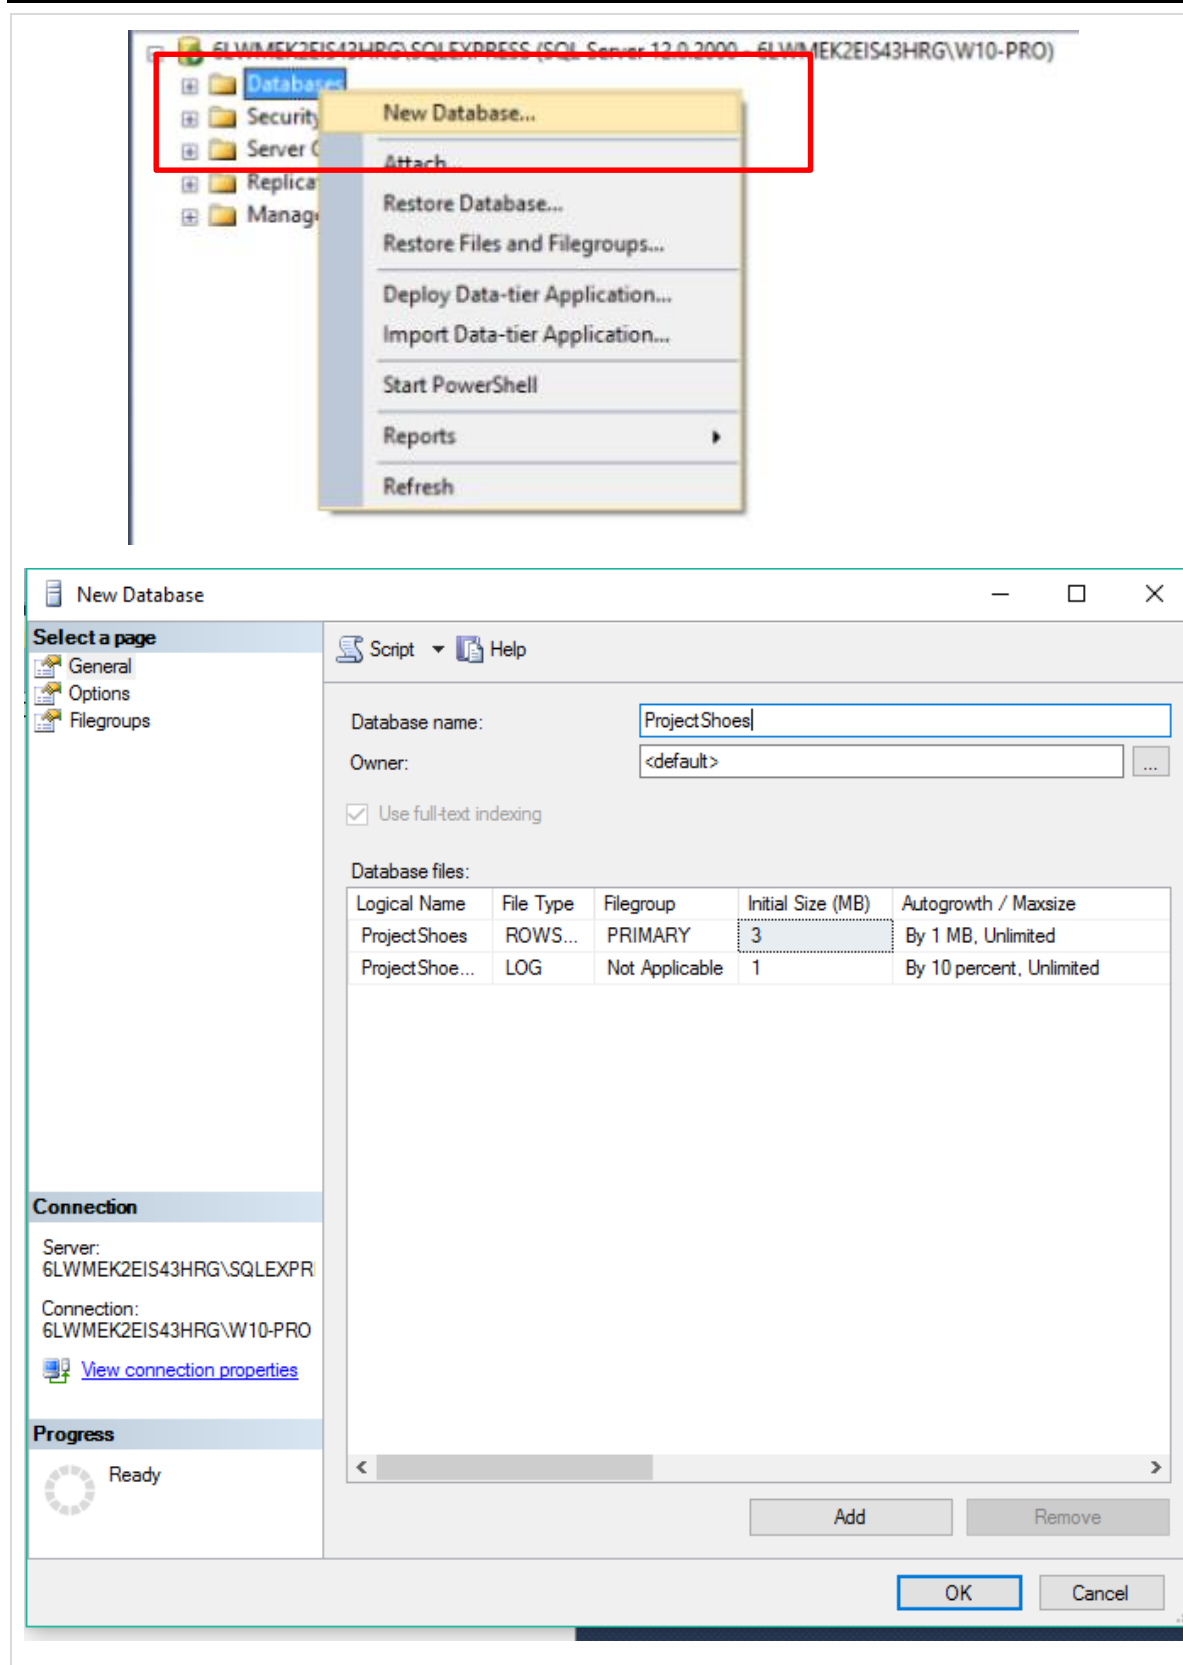 6LWMEK2EIS43HRG\SQLEXPRESS (SQL Server 12.0.2000 - 6LWMEK2EIS43HRG\W10-PRO)
Databases
Security
Server
Replica
Manag
New Database...
Attach...
Restore Database...
Restore Files and Filegroups...
Deploy Data-tier Application...
Import Data-tier Application...
Start PowerShell
Reports
Refresh
New Database
Select a page
General
Options
Filegroups
Script Help
Database name: ProjectShoes
Owner: <default> ...
Use full-text indexing
Database files:
Logical Name File Type Filegroup Initial Size (MB) Autogrowth / Maxsize
ProjectShoes ROWS... PRIMARY 3 By 1 MB, Unlimited
ProjectShoe... LOG Not Applicable 1 By 10 percent, Unlimited
Connection
Server:
6LWMEK2EIS43HRG\SQLEXPR
Connection:
6LWMEK2EIS43HRG\W10-PRO
View connection properties
Progress
Ready
Add Remove
OK Cancel